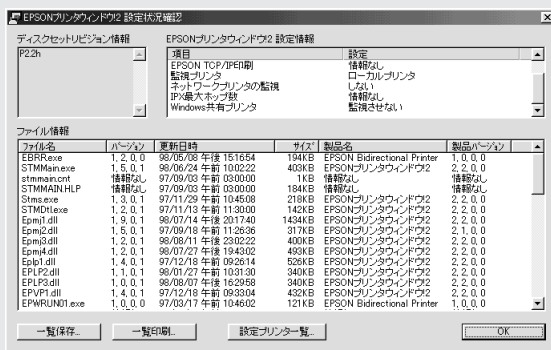 EPSONプリンタウィンドウ!2 設定状況確認
ディスクセットリビジョン情報
P2.2h
EPSONプリンタウィンドウ!2 設定情報
項目 設定
EPSON TCP/IP印刷 情報なし
監視プリンタ ローカルプリンタ
ネットワークプリンタの監視 しない
IPX最大ホップ数 情報なし
Windows共有プリンタ 監視させない
ファイル情報
ファイル名 バージョン 更新日時 サイズ 製品名 製品バージョン
EBRR.exe 1, 2, 0, 0 98/05/08 午後 15:16:54 194KB EPSON Bidirectional Printer 1, 0, 0, 0
STMMain.exe 1, 5, 0, 1 98/06/24 午前 10:02:22 403KB EPSONプリンタウィンドウ!2 2, 2, 0, 0
stmmain.cnt 情報なし 97/09/03 午前 03:00:00 1KB 情報なし 情報なし
STMMAIN.HLP 情報なし 97/09/03 午前 03:00:00 184KB 情報なし 情報なし
Stms.exe 1, 3, 0, 1 97/11/29 午前 10:45:08 218KB EPSONプリンタウィンドウ!2 2, 2, 0, 0
STMDtl.exe 1, 2, 0, 1 97/11/13 午前 11:30:00 142KB EPSONプリンタウィンドウ!2 2, 2, 0, 0
Epmj1.dll 1, 9, 0, 1 98/07/14 午後 20:17:40 1434KB EPSONプリンタウィンドウ!2 2, 2, 0, 0
Epmj2.dll 1, 5, 0, 1 97/09/18 午前 11:26:36 317KB EPSONプリンタウィンドウ!2 2, 1, 0, 0
Epmj3.dll 1, 2, 0, 1 98/08/11 午後 23:02:22 400KB EPSONプリンタウィンドウ!2 2, 2, 0, 0
Epmj4.dll 1, 2, 0, 1 98/07/27 午後 19:43:02 493KB EPSONプリンタウィンドウ!2 2, 2, 0, 0
Eplp1.dll 1, 4, 0, 1 97/12/18 午前 09:26:14 526KB EPSONプリンタウィンドウ!2 2, 2, 0, 0
EPLP2.dll 1, 1, 0, 1 98/01/27 午前 10:31:30 340KB EPSONプリンタウィンドウ!2 2, 2, 0, 0
EPLP3.dll 1, 0, 0, 1 98/08/07 午後 16:29:58 340KB EPSONプリンタウィンドウ!2 2, 2, 0, 0
EPVP1.dll 1, 4, 0, 1 97/12/18 午前 09:33:04 432KB EPSONプリンタウィンドウ!2 2, 2, 0, 0
EPWRUN01.exe 1, 0, 0, 0 97/03/17 午前 10:46:02 121KB EPSON Bidirectional Printer 1, 0, 0, 0
一覧保存... 一覧印刷... 設定プリンタ一覧... OK